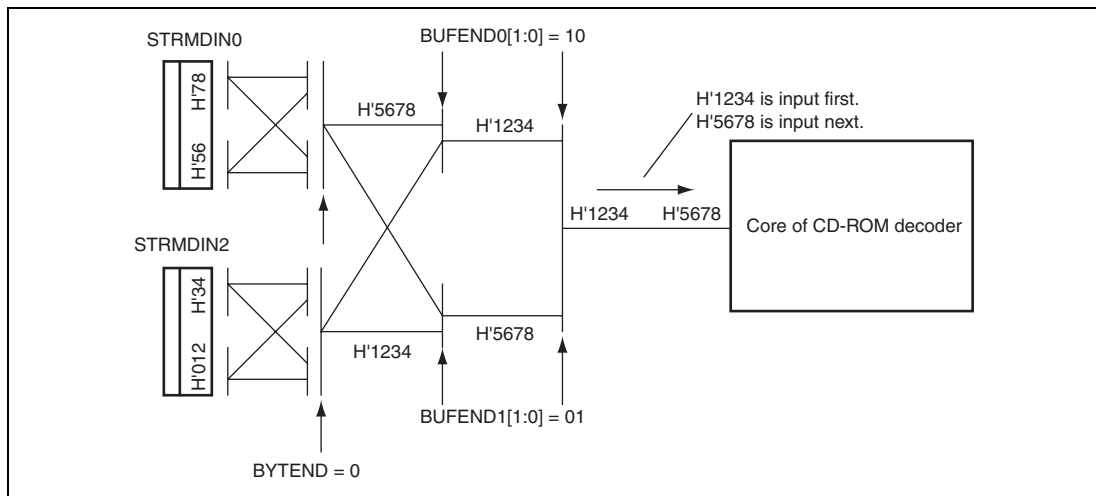 STRMDIN0
H'78
H'56
BUFEND0[1:0] = 10
H'5678
H'1234
H'1234 is input first.
H'5678 is input next.
H'1234
H'5678
Core of CD-ROM decoder
STRMDIN2
H'34
H'012
H'1234
H'5678
BUFEND1[1:0] = 01
BYTEND = 0